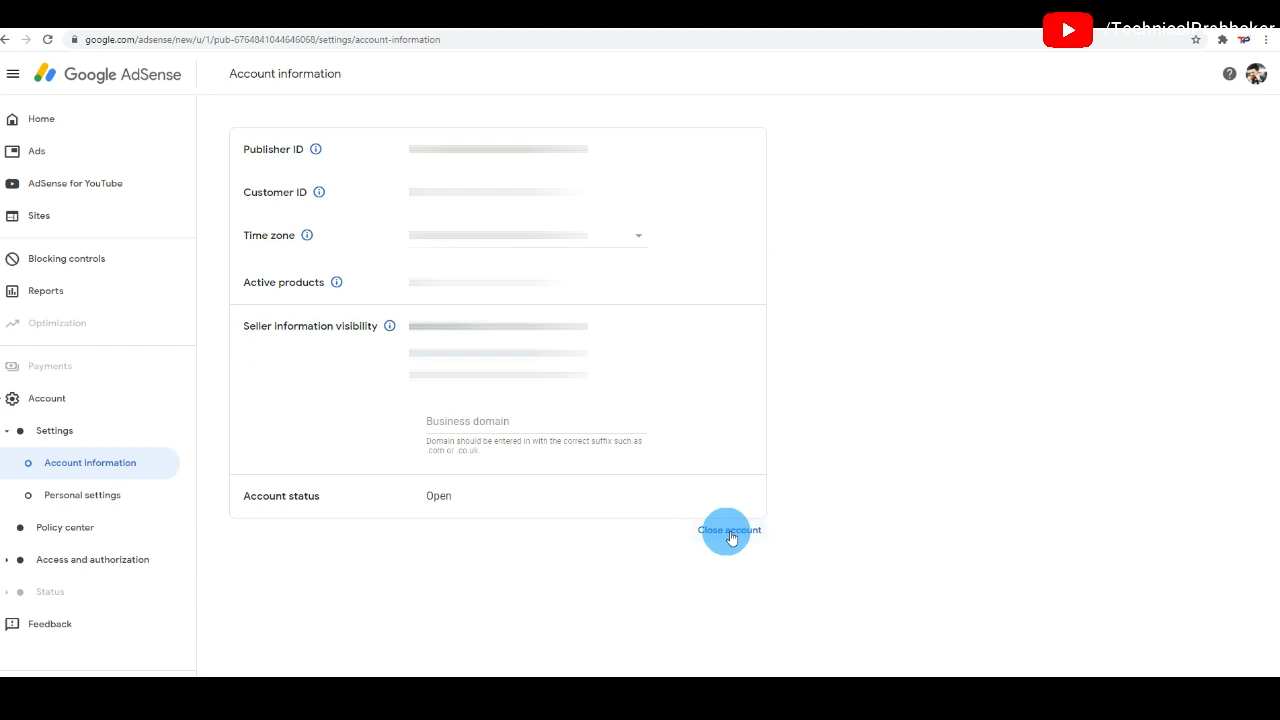 /TechnicalPrabhaker
google.com/adsense/new/u/1/pub-6764841044646068/settings/account-information
Google AdSense
Account information
Home
Ads
AdSense for YouTube
Sites
Blocking controls
Reports
Optimization
Payments
Account
Settings
Account information
Personal settings
Policy center
Access and authorization
Status
Feedback
Publisher ID
Customer ID
Time zone
Active products
Seller information visibility
Business domain
Domain should be entered in with the correct suffix such as
.com or .co.uk.
Account status Open
Close account